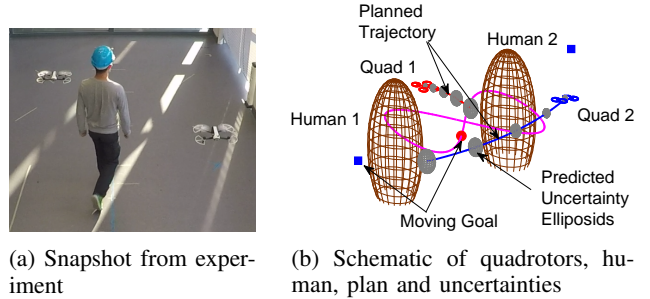 Planned
Trajectory
Human 2
Quad 1
Human 1
Quad 2
Predicted
Uncertainty
Elliposids
Moving Goal
(a) Snapshot from exper-
iment
(b) Schematic of quadrotors, hu-
man, plan and uncertainties